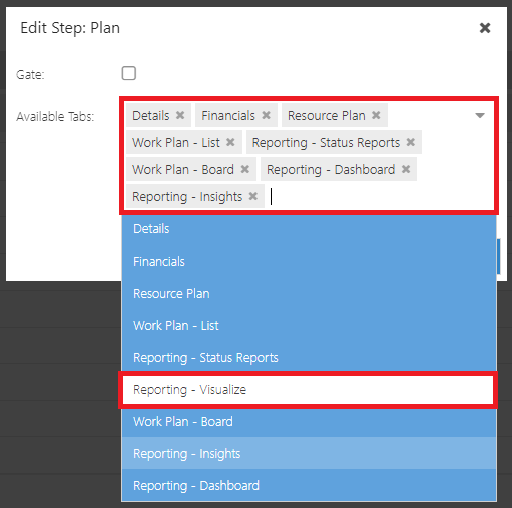 Edit Step: Plan
Gate:
Available Tabs:
Details Financials Resource Plan
Work Plan - List Reporting - Status Reports
Work Plan - Board Reporting - Dashboard
Reporting - Insights
Details
Financials
Resource Plan
Work Plan - List
Reporting - Status Reports
Reporting - Visualize
Work Plan - Board
Reporting - Insights
Reporting - Dashboard